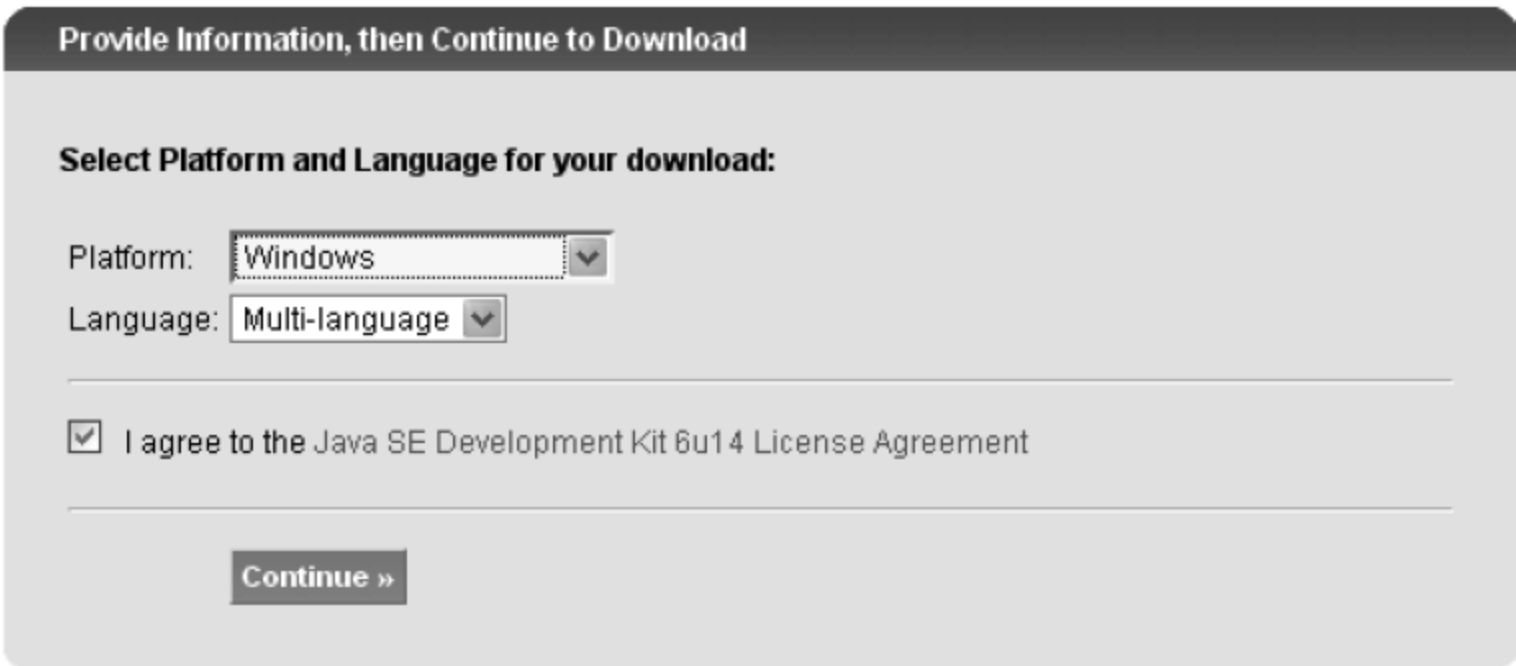 Provide Information, then Continue to Download
Select Platform and Language for your download:
Platform: Windows
Language: Multi-language
I agree to the Java SE Development Kit 6u14 License Agreement
Continue »